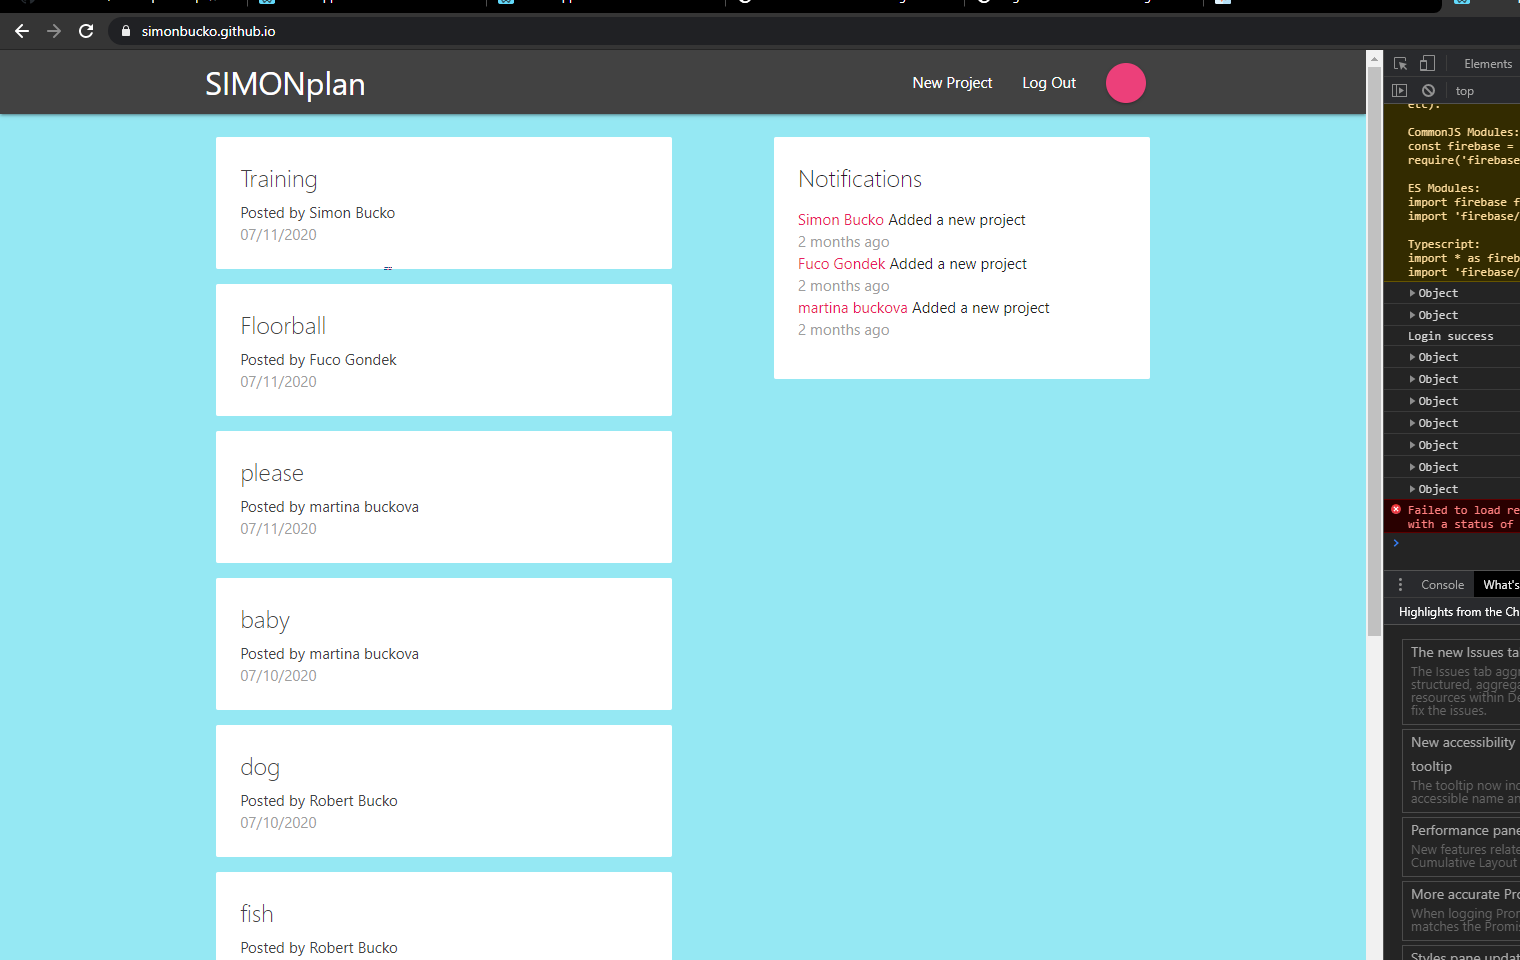 simonbucko.github.io
SIMONplan
New Project
Log Out
Training
Posted by Simon Bucko
07/11/2020
Floorball
Posted by Fuco Gondek
07/11/2020
please
Posted by martina buckova
07/11/2020
baby
Posted by martina buckova
07/10/2020
dog
Posted by Robert Bucko
07/10/2020
fish
Posted by Robert Bucko
Notifications
Simon Bucko Added a new project
2 months ago
Fuco Gondek Added a new project
2 months ago
martina buckova Added a new project
2 months ago
Elements
top
etc):
CommonJS Modules:
const firebase =
require('firebase
ES Modules:
import firebase f
import 'firebase/
Typescript:
import * as fireb
import 'firebase/
Object
Object
Login success
Object
Object
Object
Object
Object
Object
Object
Failed to load re
with a status of
Console
What's
Highlights from the Ch
The new Issues ta
The Issues tab aggr
structured, aggrega
resources within De
fix the issues.
New accessibility
tooltip
The tooltip now inc
accessible name an
Performance pane
New features relate
Cumulative Layout
More accurate Pro
When logging Prom
matches the Promis
Styles pane updat